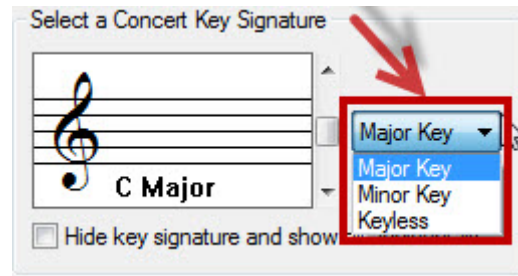 Select a Concert Key Signature
Major Key
Major Key
C Major
Minor Key
Keyless
Hide key signature and show